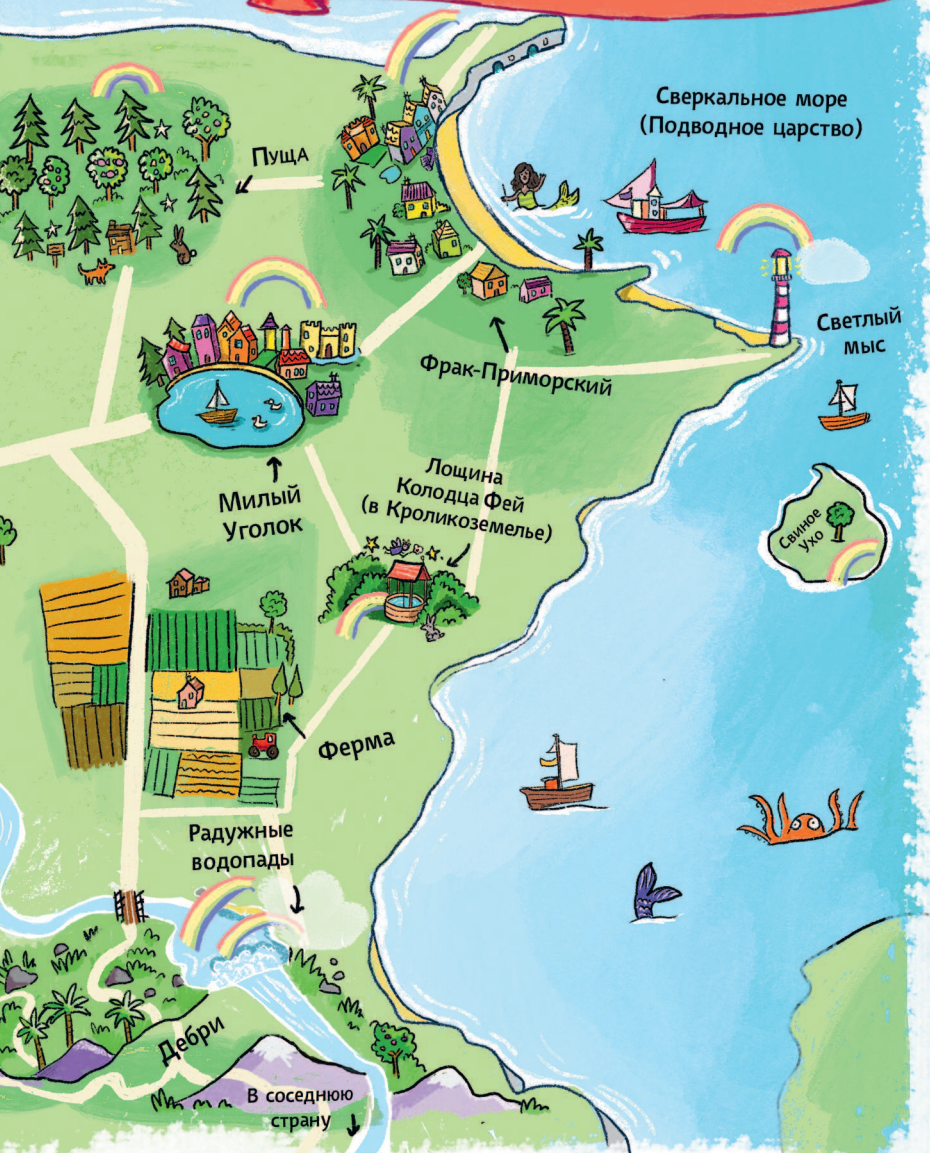 Сверкальное море
(Подводное царство)
Пуща
Светлый
мыс
Фрак-Приморский
Милый
Уголок
Лощина
Колодца Фей
(в Кроликоземелье)
Свиное
Ухо
Ферма
Радужные
водопады
Дебри
В соседнюю
страну